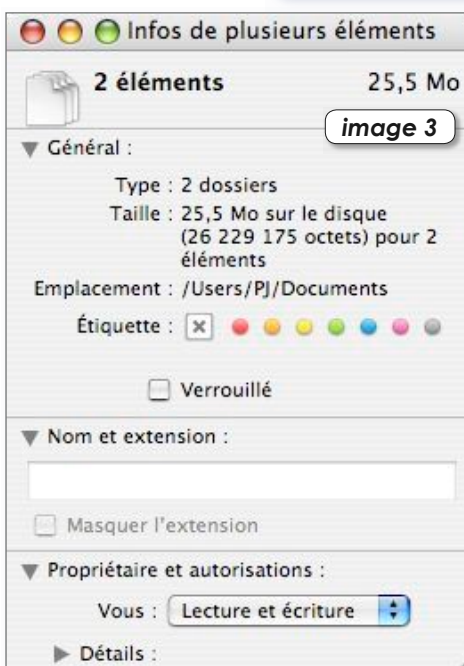 Infos de plusieurs éléments
2 éléments 25,5 Mo
image 3
Général :
Type : 2 dossiers
Taille : 25,5 Mo sur le disque
(26 229 175 octets) pour 2
éléments
Emplacement : /Users/PJ/Documents
Étiquette :
Verrouillé
Nom et extension :
Masquer l'extension
Propriétaire et autorisations :
Vous : Lecture et écriture
Détails :